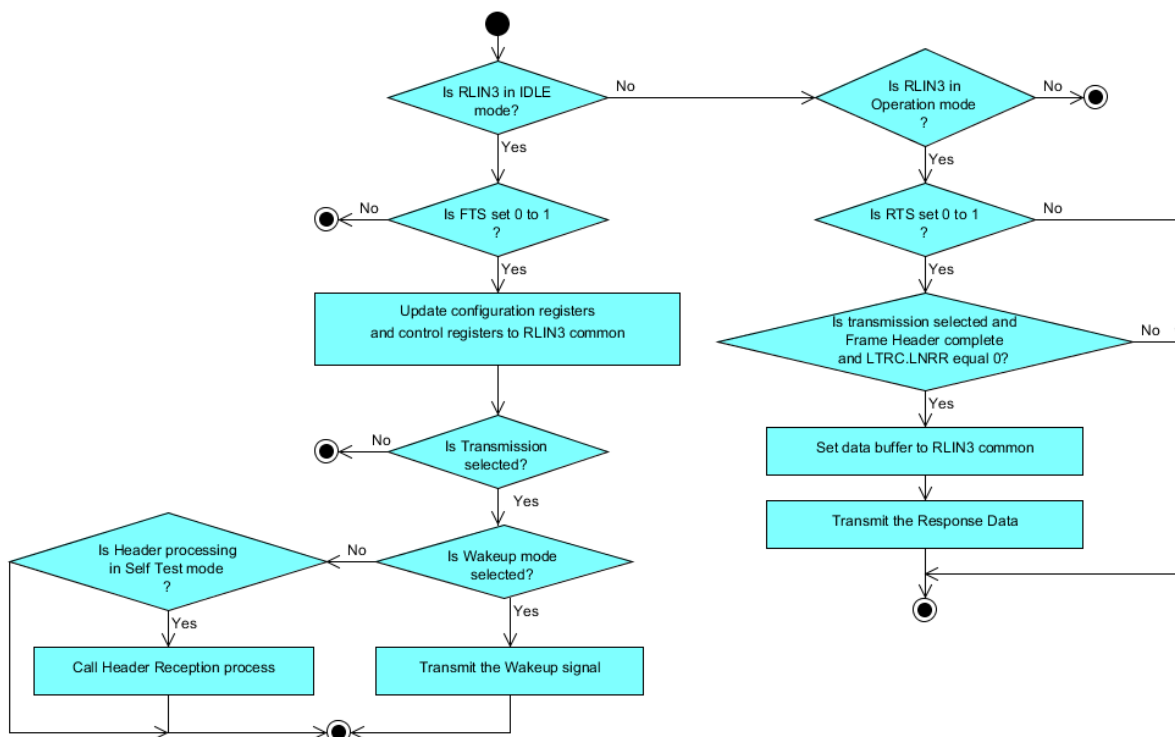 Is RLIN3 in IDLE
mode?
No
Is RLIN3 in
Operation mode
?
No
Yes
Yes
Is FTS set 0 to 1
?
No
Is RTS set 0 to 1
?
No
Yes
Yes
Update configuration registers
and control registers to RLIN3 common
Is transmission selected and
Frame Header complete
and LTRC.LNRR equal 0?
No
Yes
Is Transmission
selected?
No
Set data buffer to RLIN3 common
Yes
Transmit the Response Data
Is Header processing
in Self Test mode
?
No
Is Wakeup mode
selected?
Yes
Yes
Call Header Reception process
Transmit the Wakeup signal